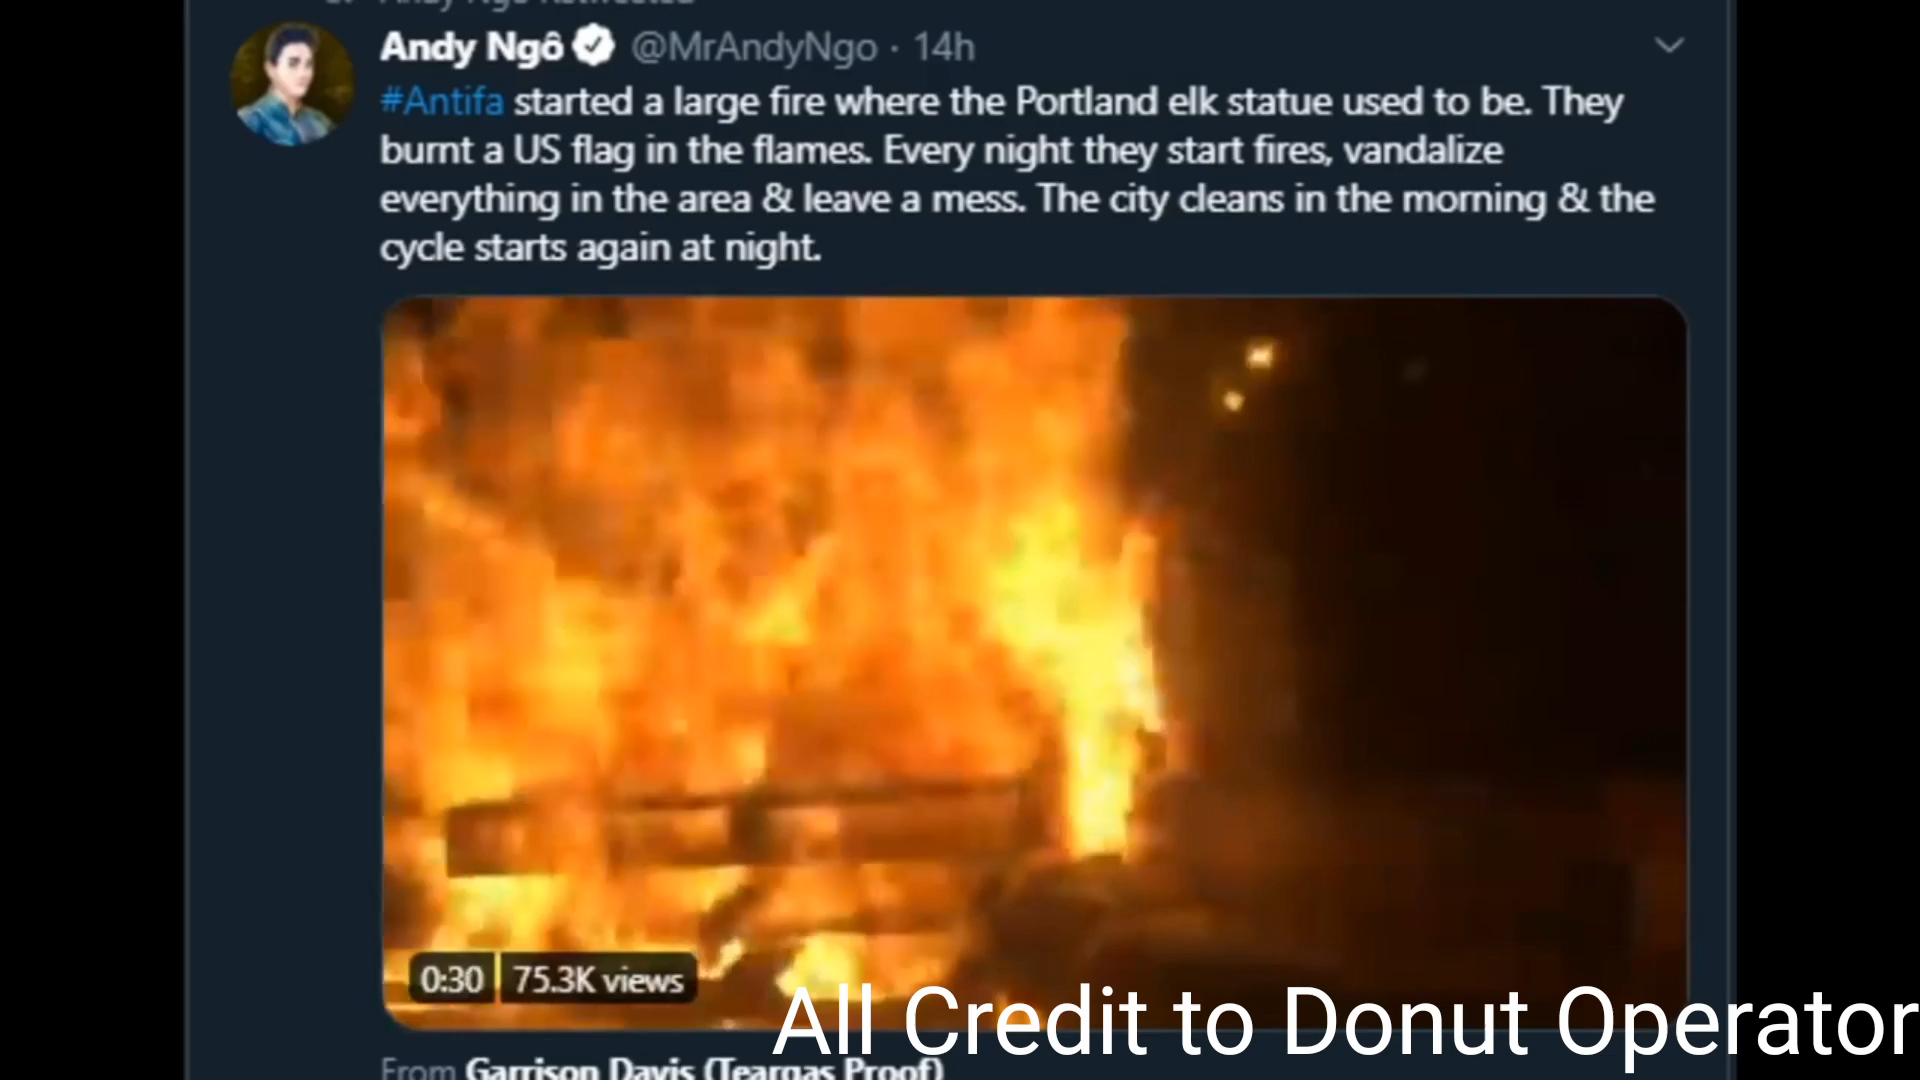 Andy Ngô Retweeted
Andy Ngô @MrAndyNgo · 14h
#Antifa started a large fire where the Portland elk statue used to be. They
burnt a US flag in the flames. Every night they start fires, vandalize
everything in the area & leave a mess. The city cleans in the morning & the
cycle starts again at night.
0:30 75.3K views
All Credit to Donut Operator
From Garrison Davis (Teargas Proof)